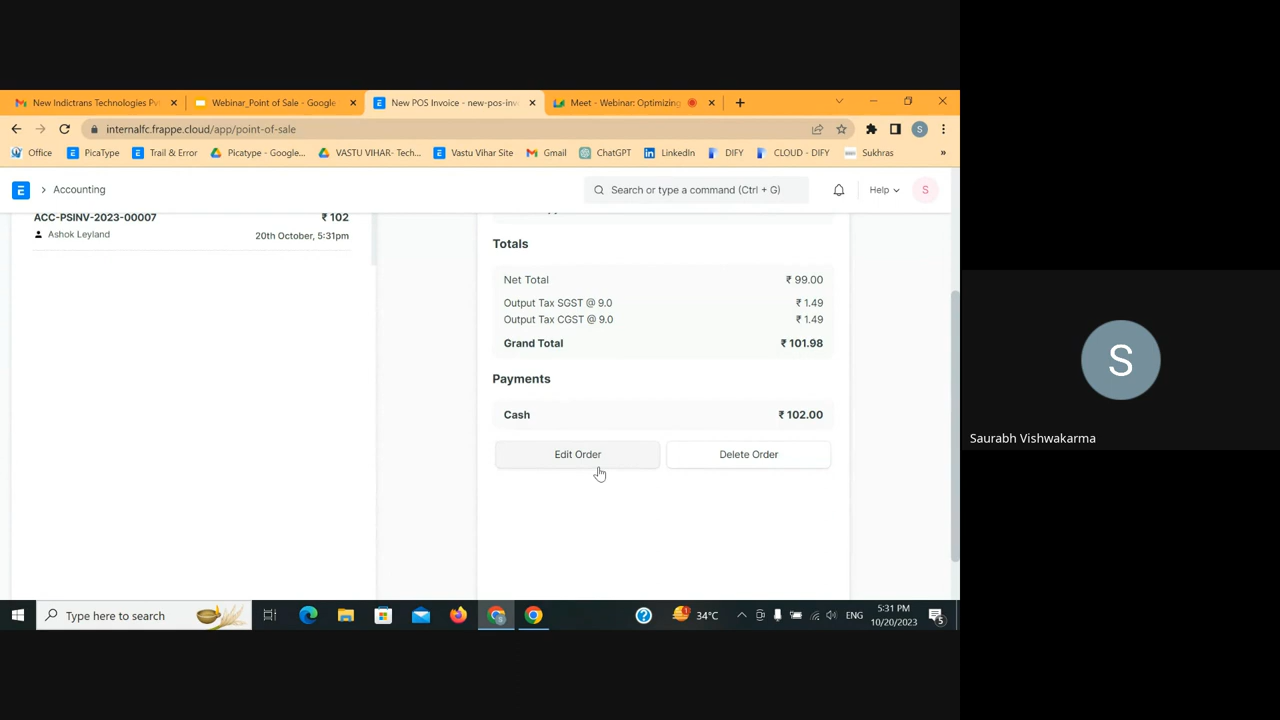 New Indictrans Technologies Pv
Webinar_Point of Sale - Google
New POS Invoice - new-pos-inv
Meet - Webinar: Optimizing
internalfc.frappe.cloud/app/point-of-sale
S
Office
PicaType
Trail & Error
Picatype - Google...
VASTU VIHAR- Tech...
Vastu Vihar Site
Gmail
ChatGPT
LinkedIn
DIFY
CLOUD - DIFY
Sukhras
»
E
Accounting
Search or type a command (Ctrl + G)
Help
S
ACC-PSINV-2023-00007 ₹ 102
Ashok Leyland 20th October, 5:31pm
Totals
Net Total ₹ 99.00
Output Tax SGST @ 9.0 ₹ 1.49
Output Tax CGST @ 9.0 ₹ 1.49
Grand Total ₹ 101.98
Payments
Cash ₹ 102.00
Edit Order Delete Order
S
Saurabh Vishwakarma
Type here to search
34°C
ENG
5:31 PM
10/20/2023
5